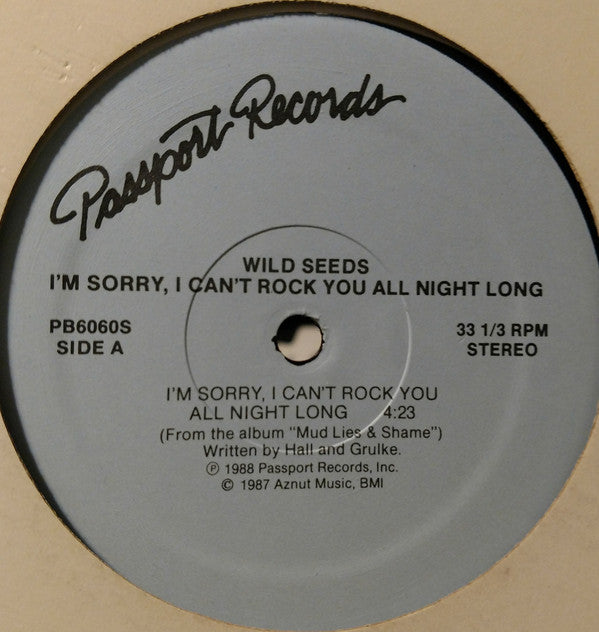 Passport Records
WILD SEEDS
I'M SORRY, I CAN'T ROCK YOU ALL NIGHT LONG
PB6060S
SIDE A
33 1/3 RPM
STEREO
I'M SORRY, I CAN'T ROCK YOU
ALL NIGHT LONG 4:23
(From the album "Mud Lies & Shame")
Written by Hall and Grulke.
℗ 1988 Passport Records, Inc.
© 1987 Aznut Music, BMI